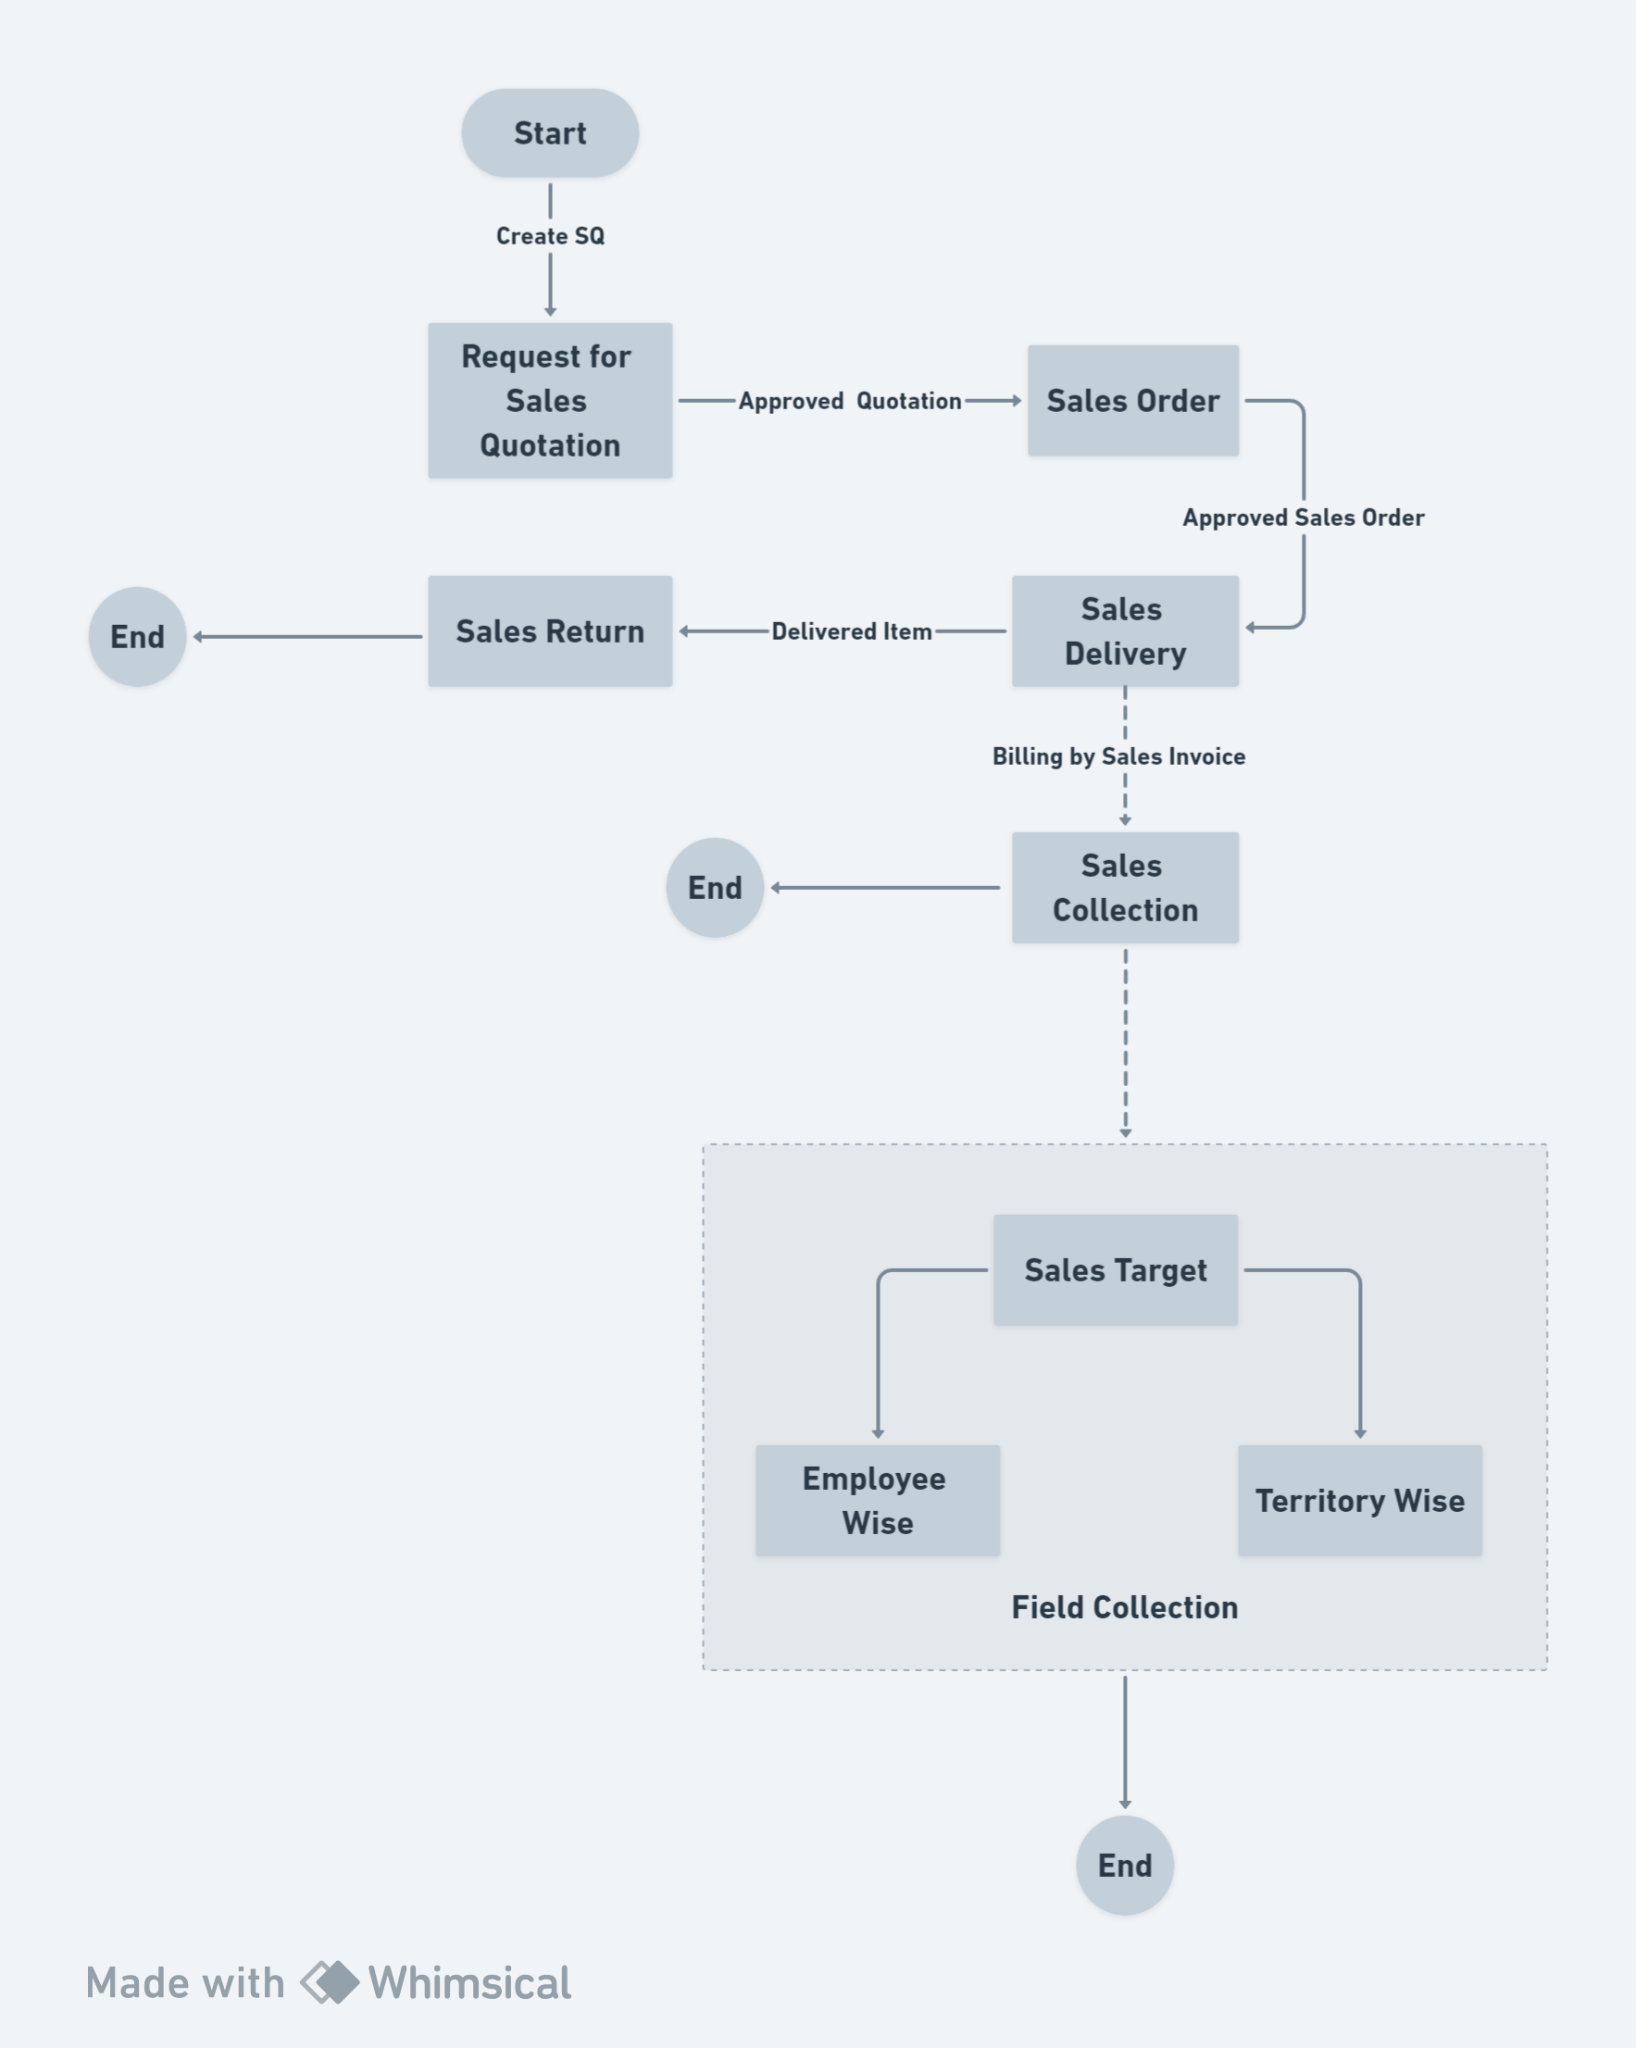 Start
Create SQ
Request for
Sales
Quotation
Approved Quotation
Sales Order
Approved Sales Order
End
Sales Return
Delivered Item
Sales
Delivery
Billing by Sales Invoice
End
Sales
Collection
Sales Target
Employee
Wise
Territory Wise
Field Collection
End
Made with Whimsical